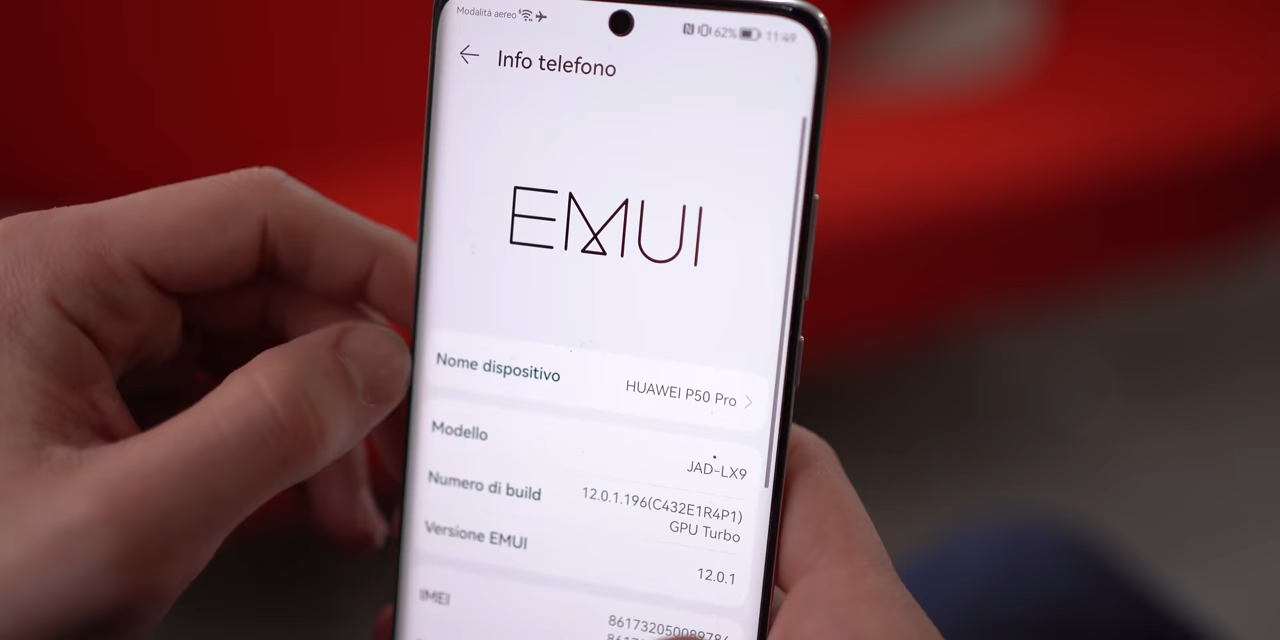 Modalità aereo 62% 11:49
Info telefono
EMUI
Nome dispositivo HUAWEI P50 Pro
Modello JAD-LX9
Numero di build 12.0.1.196(C432E1R4P1)
GPU Turbo
Versione EMUI 12.0.1
IMEI